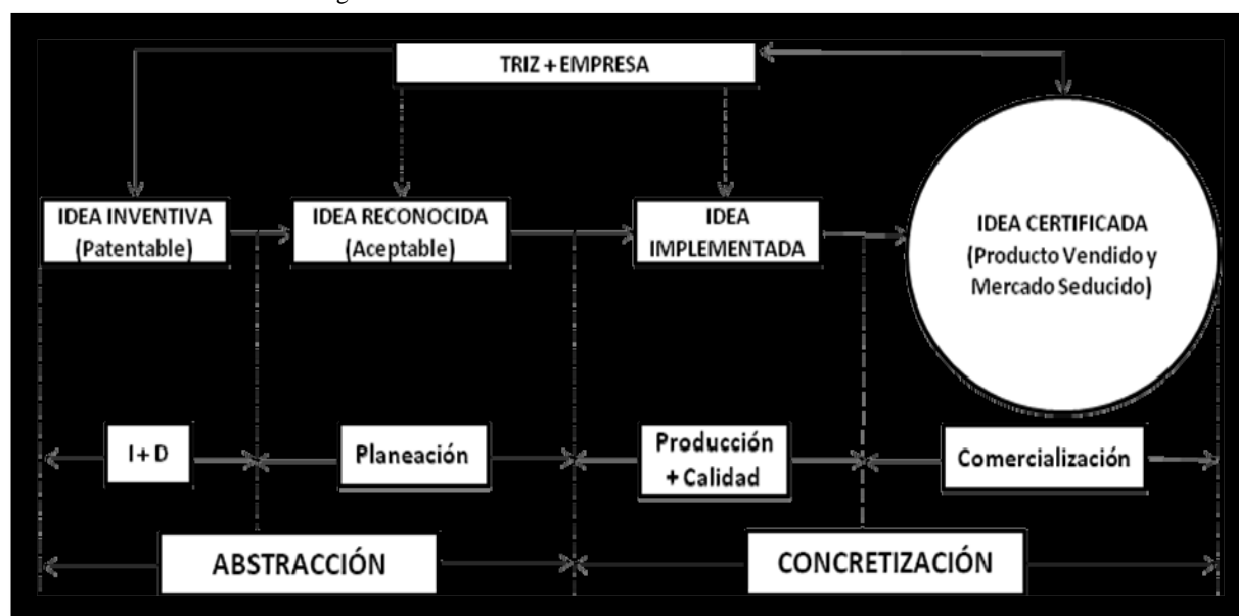 TRIZ + EMPRESA
IDEA INVENTIVA
(Patentable)
IDEA RECONOCIDA
(Aceptable)
IDEA
IMPLEMENTADA
IDEA CERTIFICADA
(Producto Vendido y
Mercado Seducido)
I + D
Planeación
Producción
+ Calidad
Comercialización
ABSTRACCIÓN
CONCRETIZACIÓN